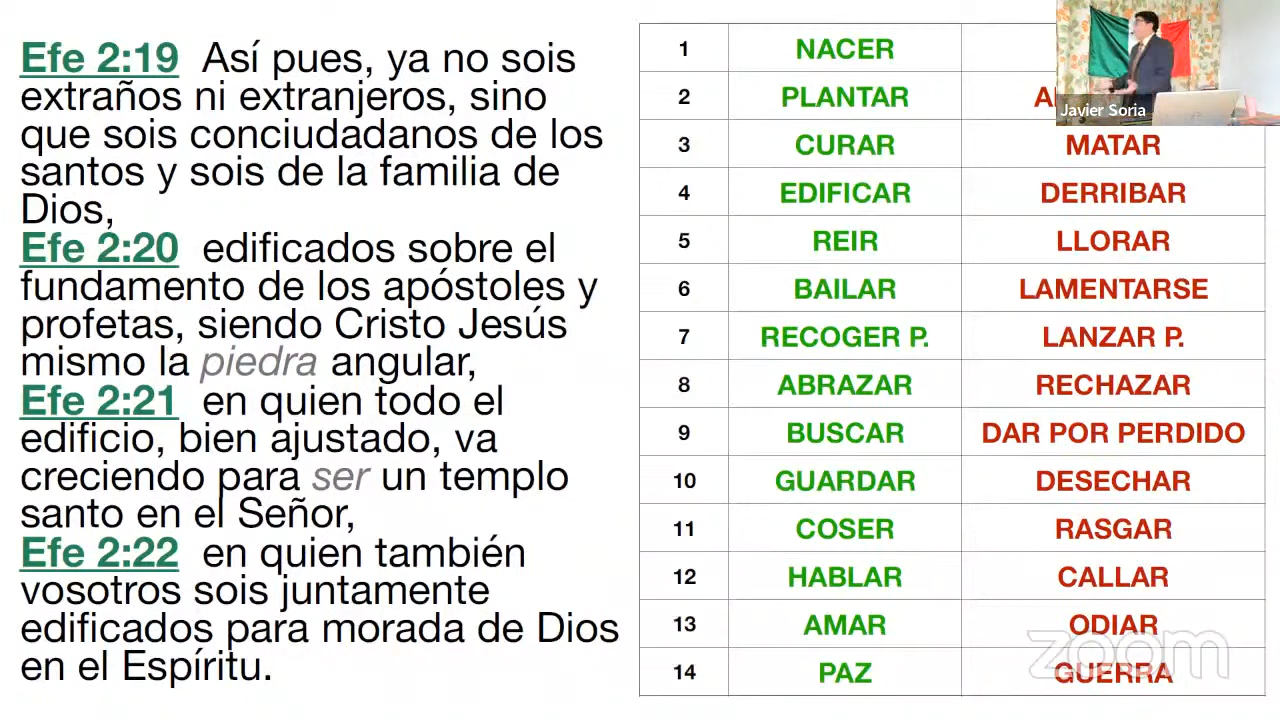 Efe 2:19 Así pues, ya no sois
extraños ni extranjeros, sino
que sois conciudadanos de los
santos y sois de la familia de
Dios,
Efe 2:20 edificados sobre el
fundamento de los apóstoles y
profetas, siendo Cristo Jesús
mismo la piedra angular,
Efe 2:21 en quien todo el
edificio, bien ajustado, va
creciendo para ser un templo
santo en el Señor,
Efe 2:22 en quien también
vosotros sois juntamente
edificados para morada de Dios
en el Espíritu.
1 NACER
2 PLANTAR
3 CURAR MATAR
4 EDIFICAR DERRIBAR
5 REIR LLORAR
6 BAILAR LAMENTARSE
7 RECOGER P. LANZAR P.
8 ABRAZAR RECHAZAR
9 BUSCAR DAR POR PERDIDO
10 GUARDAR DESECHAR
11 COSER RASGAR
12 HABLAR CALLAR
13 AMAR ODIAR
14 PAZ GUERRA
Javier Soria
zoom